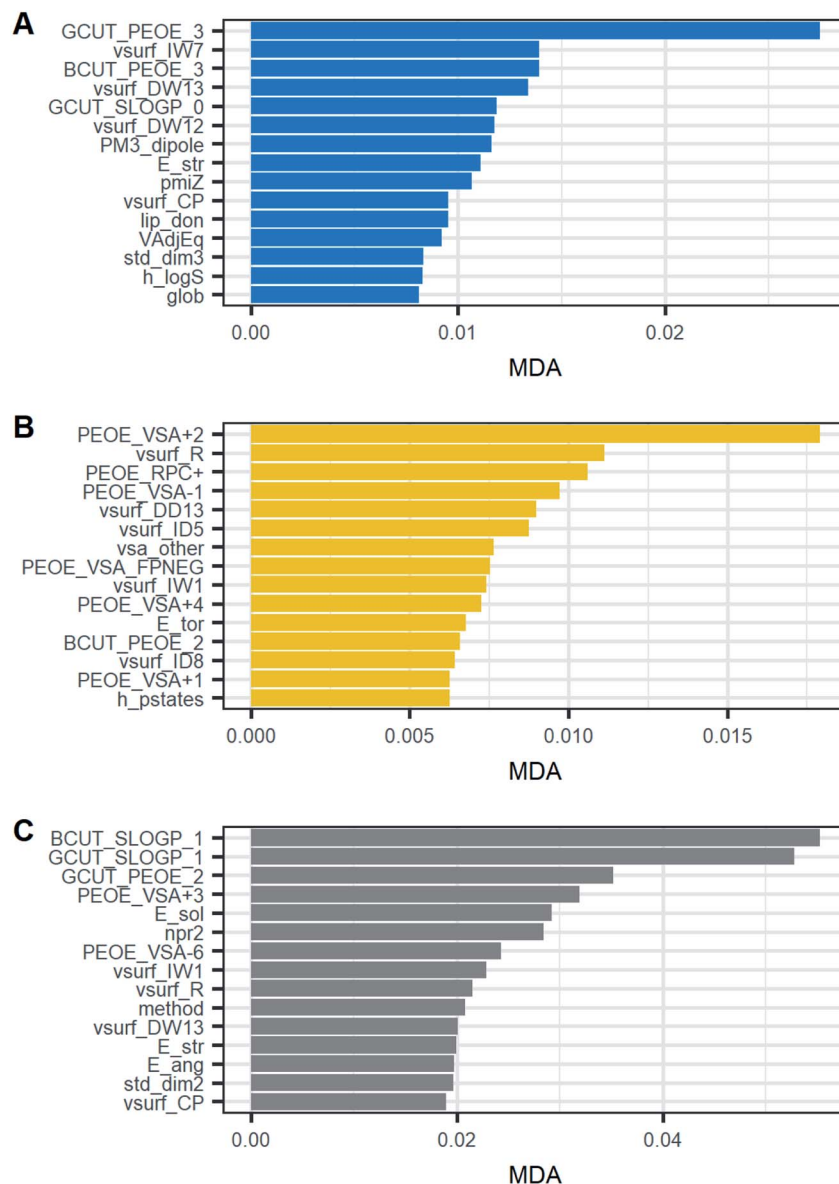 A
GCUT_PEOE_3
vsurf_IW7
BCUT_PEOE_3
vsurf_DW13
GCUT_SLOGP_0
vsurf_DW12
PM3_dipole
E_str
pmiZ
vsurf_CP
lip_don
VAdjEq
std_dim3
h_logS
glob
0.00 0.01 0.02
MDA
B
PEOE_VSA+2
vsurf_R
PEOE_RPC+
PEOE_VSA-1
vsurf_DD13
vsurf_ID5
vsa_other
PEOE_VSA_FPNEG
vsurf_IW1
PEOE_VSA+4
E_tor
BCUT_PEOE_2
vsurf_ID8
PEOE_VSA+1
h_pstates
0.000 0.005 0.010 0.015
MDA
C
BCUT_SLOGP_1
GCUT_SLOGP_1
GCUT_PEOE_2
PEOE_VSA+3
E_sol
npr2
PEOE_VSA-6
vsurf_IW1
vsurf_R
method
vsurf_DW13
E_str
E_ang
std_dim2
vsurf_CP
0.00 0.02 0.04
MDA